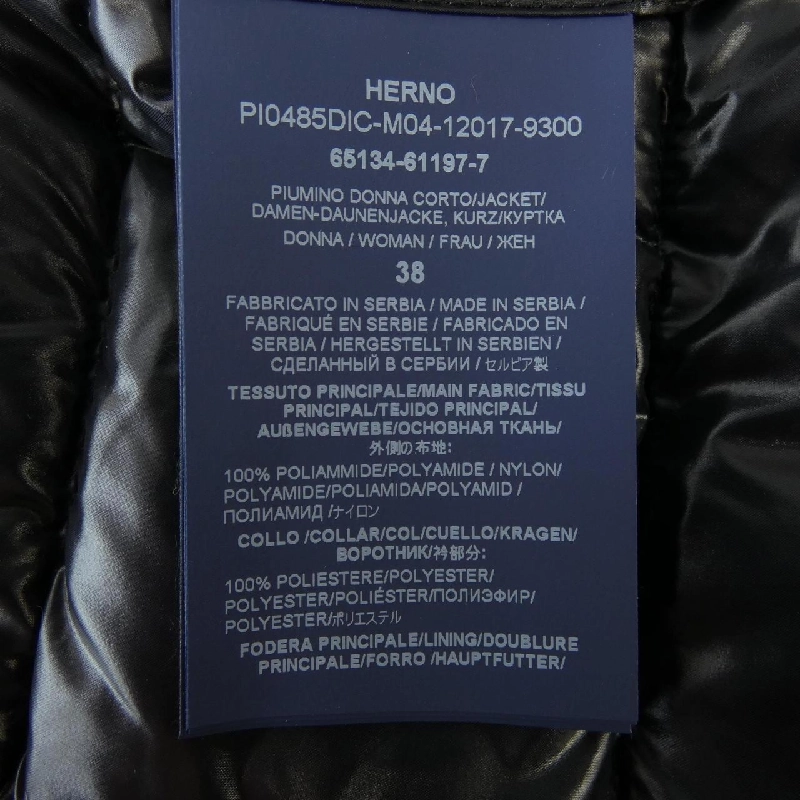 HERNO
PI0485DIC-M04-12017-9300
65134-61197-7
PIUMINO DONNA CORTO/JACKET/
DAMEN-DAUNENJACKE, KURZ/КУРТКА
DONNA / WOMAN / FRAU / ЖЕН
38
FABBRICATO IN SERBIA / MADE IN SERBIA /
FABRIQUÉ EN SERBIE / FABRICADO EN
SERBIA / HERGESTELLT IN SERBIEN /
СДЕЛАННЫЙ В СЕРБИИ / セルビア製
TESSUTO PRINCIPALE/MAIN FABRIC/TISSU
PRINCIPAL/TEJIDO PRINCIPAL/
AUßENGEWEBE/ОСНОВНАЯ ТКАНЬ/
外側の布地:
100% POLIAMMIDE/POLYAMIDE / NYLON/
POLYAMIDE/POLIAMIDA/POLYAMID /
ПОЛИАМИД /ナイロン
COLLO /COLLAR/COL/CUELLO/KRAGEN/
ВОРОТНИК/衿部分:
100% POLIESTERE/POLYESTER/
POLYESTER/POLIÉSTER/ПОЛИЭФИР/
POLYESTER/ポリエステル
FODERA PRINCIPALE/LINING/DOUBLURE
PRINCIPALE/FORRO /HAUPTFUTTER/